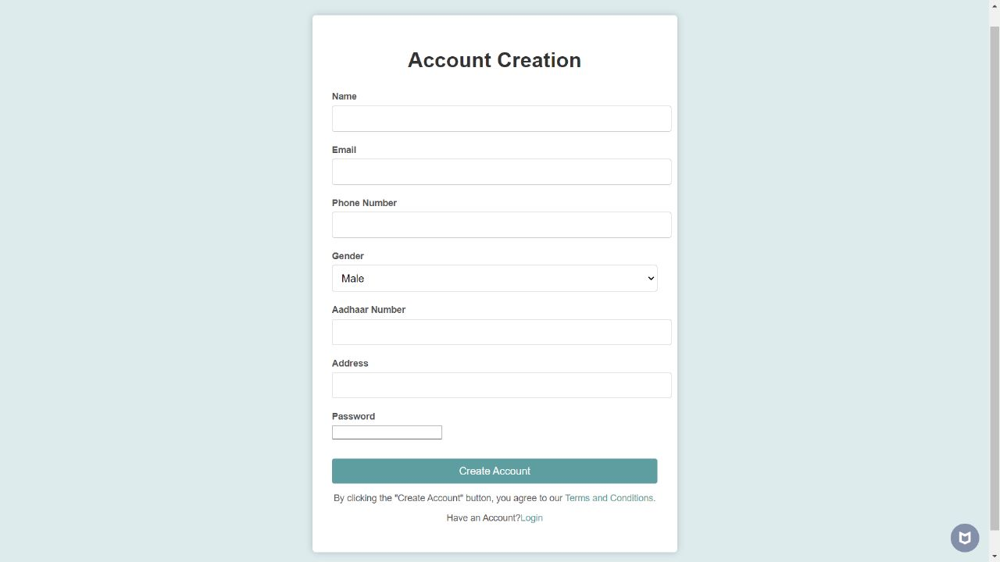 Account Creation
Name
Email
Phone Number
Gender
Male
Aadhaar Number
Address
Password
Create Account
By clicking the "Create Account" button, you agree to our Terms and Conditions.
Have an Account?Login